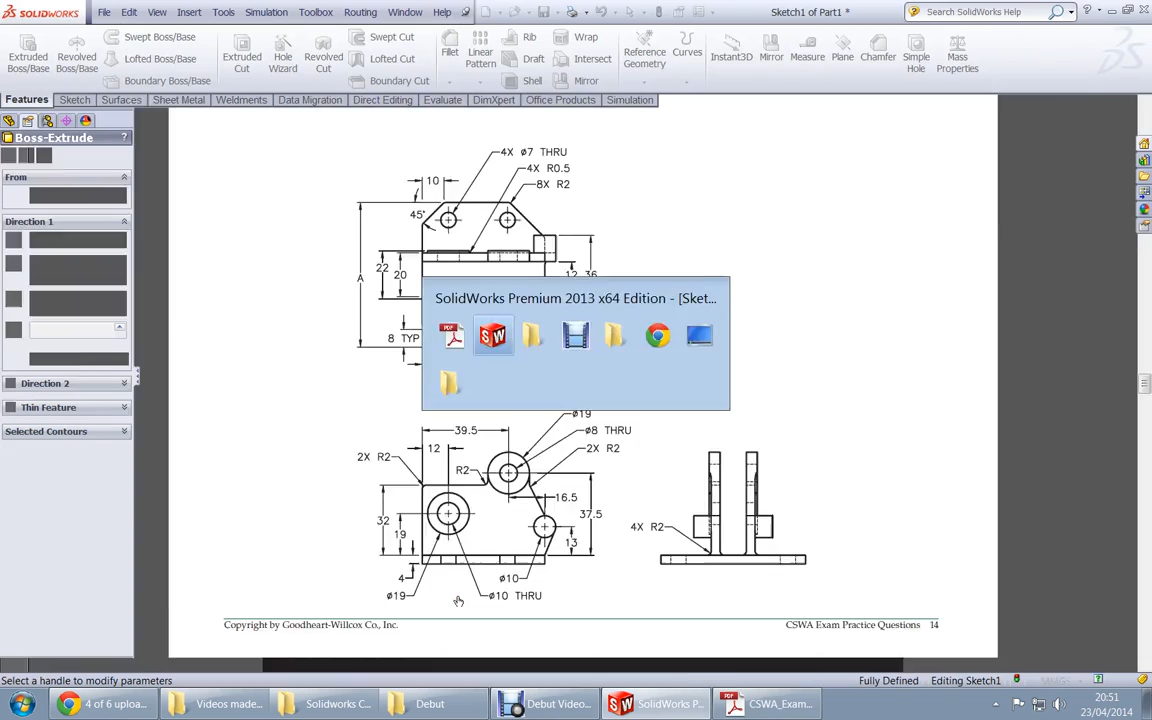 SOLIDWORKS File Edit View Insert Tools Simulation Toolbox Routing Window Help Sketch1 of Part1 * Search SolidWorks Help
Extruded Boss/Base
Revolved Boss/Base
Swept Boss/Base
Lofted Boss/Base
Boundary Boss/Base
Extruded Cut
Hole Wizard
Revolved Cut
Swept Cut
Lofted Cut
Boundary Cut
Fillet
Linear Pattern
Rib
Draft
Shell
Wrap
Intersect
Mirror
Reference Geometry
Curves
Instant3D
Mirror
Measure
Plane
Chamfer
Simple Hole
Mass Properties
Features Sketch Surfaces Sheet Metal Weldments Data Migration Direct Editing Evaluate DimXpert Office Products Simulation
Boss-Extrude ?
From
Direction 1
Direction 2
Thin Feature
Selected Contours
4X ø7 THRU
4X R0.5
8X R2
10
45°
A
22
20
12
36
8 TYP
SolidWorks Premium 2013 x64 Edition - [Sket...
ø19
ø8 THRU
2X R2
39.5
12
2X R2
R2
16.5
37.5
32
19
13
4
ø10
ø19
ø10 THRU
4X R2
Copyright by Goodheart-Willcox Co., Inc.
CSWA Exam Practice Questions 14
Select a handle to modify parameters
Fully Defined Editing Sketch1
4 of 6 uploa...
Videos made...
SolidWorks C...
Debut
Debut Video...
SolidWorks P...
CSWA_Exam...
20:51
23/04/2014